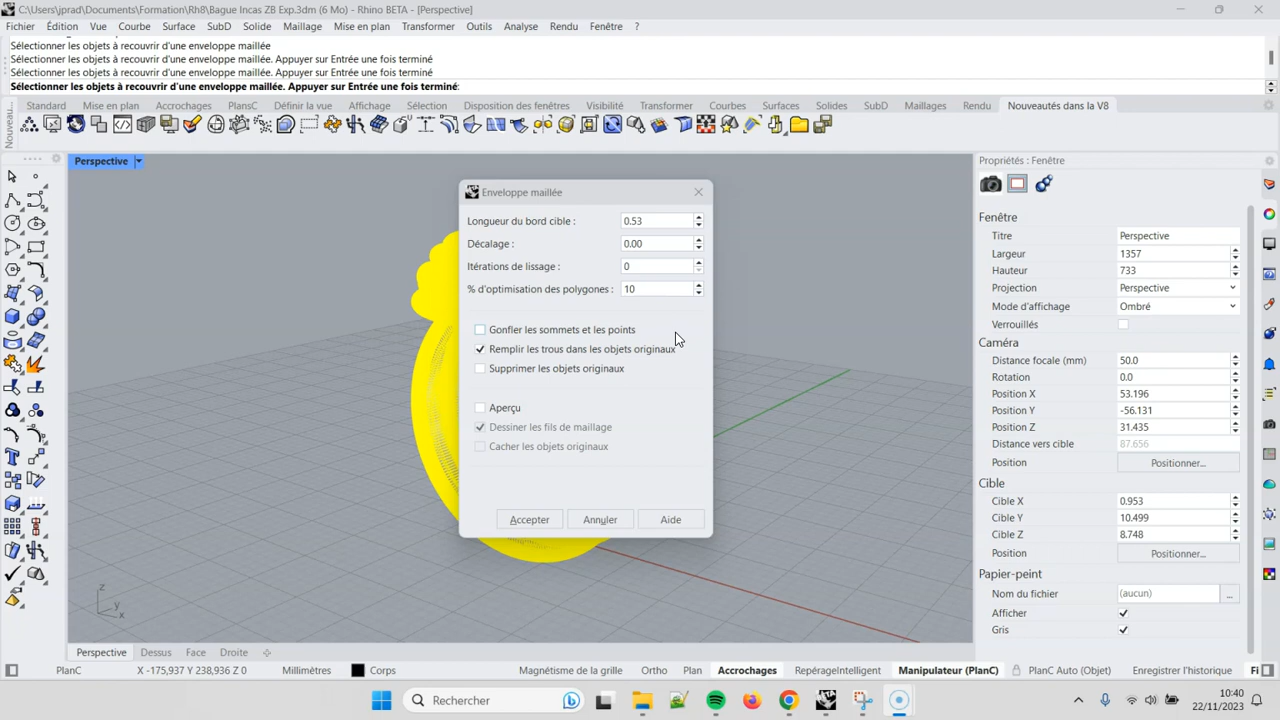 C:\Users\jprad\Documents\Formation\Rh8\Bague Incas Z8 Exp.3dm (6 Mo) - Rhino BETA - [Perspective]
Fichier Édition Vue Courbe Surface SubD Solide Maillage Mise en plan Transformer Outils Analyse Rendu Fenêtre ?
Sélectionner les objets à recouvrir d'une enveloppe maillée
Sélectionner les objets à recouvrir d'une enveloppe maillée. Appuyer sur Entrée une fois terminé
Sélectionner les objets à recouvrir d'une enveloppe maillée. Appuyer sur Entrée une fois terminé
Sélectionner les objets à recouvrir d'une enveloppe maillée. Appuyer sur Entrée une fois terminé:
Nouveau...
Standard Mise en plan Accrochages PlansC Définir la vue Affichage Sélection Disposition des fenêtres Visibilité Transformer Courbes Surfaces Solides SubD Maillages Rendu Nouveautés dans la V8
Perspective
Enveloppe maillée
Longueur du bord cible : 0.53
Décalage : 0.00
Itérations de lissage : 0
% d'optimisation des polygones : 10
Gonfler les sommets et les points
Remplir les trous dans les objets originaux
Supprimer les objets originaux
Aperçu
Dessiner les fils de maillage
Cacher les objets originaux
Accepter Annuler Aide
z
y
x
Propriétés : Fenêtre
Fenêtre
Titre Perspective
Largeur 1357
Hauteur 733
Projection Perspective
Mode d'affichage Ombré
Verrouillés
Caméra
Distance focale (mm) 50.0
Rotation 0.0
Position X 53.196
Position Y -56.131
Position Z 31.435
Distance vers cible 87.656
Position Positionner...
Cible
Cible X 0.953
Cible Y 10.499
Cible Z 8.748
Position Positionner...
Papier-peint
Nom du fichier (aucun) ...
Afficher
Gris
Perspective Dessus Face Droite
PlanC X -175,937 Y 238,936 Z 0 Millimètres Corps Magnétisme de la grille Ortho Plan Accrochages RepérageIntelligent Manipulateur (PlanC) PlanC Auto (Objet) Enregistrer l'historique Fi
Rechercher
10:40
22/11/2023